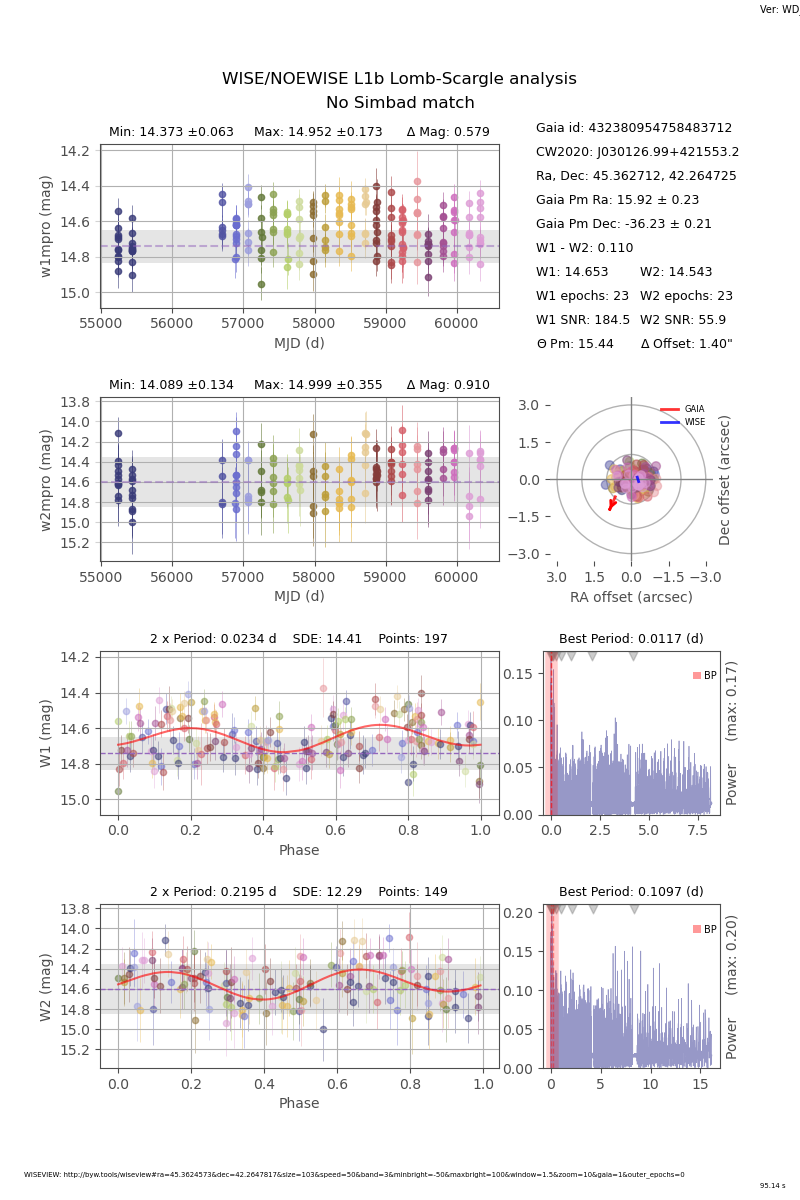 Ver: WD_
WISE/NOEWISE L1b Lomb-Scargle analysis
No Simbad match
Min: 14.373 ±0.063 Max: 14.952 ±0.173 Δ Mag: 0.579
14.2
14.4
14.6
14.8
15.0
w1mpro (mag)
55000 56000 57000 58000 59000 60000
MJD (d)
Gaia id: 432380954758483712
CW2020: J030126.99+421553.2
Ra, Dec: 45.362712, 42.264725
Gaia Pm Ra: 15.92 ± 0.23
Gaia Pm Dec: -36.23 ± 0.21
W1 - W2: 0.110
W1: 14.653 W2: 14.543
W1 epochs: 23 W2 epochs: 23
W1 SNR: 184.5 W2 SNR: 55.9
Θ Pm: 15.44 Δ Offset: 1.40"
Min: 14.089 ±0.134 Max: 14.999 ±0.355 Δ Mag: 0.910
13.8
14.0
14.2
14.4
14.6
14.8
15.0
15.2
w2mpro (mag)
55000 56000 57000 58000 59000 60000
MJD (d)
3.0
1.5
0.0
−1.5
−3.0
GAIA
WISE
Dec offset (arcsec)
3.0 1.5 0.0 −1.5 −3.0
RA offset (arcsec)
2 x Period: 0.0234 d SDE: 14.41 Points: 197
14.2
14.4
14.6
14.8
15.0
W1 (mag)
0.0 0.2 0.4 0.6 0.8 1.0
Phase
Best Period: 0.0117 (d)
0.15
0.10
0.05
0.00
BP
Power (max: 0.17)
0.0 2.5 5.0 7.5
2 x Period: 0.2195 d SDE: 12.29 Points: 149
13.8
14.0
14.2
14.4
14.6
14.8
15.0
15.2
W2 (mag)
0.0 0.2 0.4 0.6 0.8 1.0
Phase
Best Period: 0.1097 (d)
0.20
0.15
0.10
0.05
0.00
BP
Power (max: 0.20)
0 5 10 15
WISEVIEW: http://byw.tools/wiseview#ra=45.3624573&dec=42.2647817&size=103&speed=50&band=3&minbright=-50&maxbright=100&window=1.5&zoom=10&gaia=1&outer_epochs=0
95.14 s